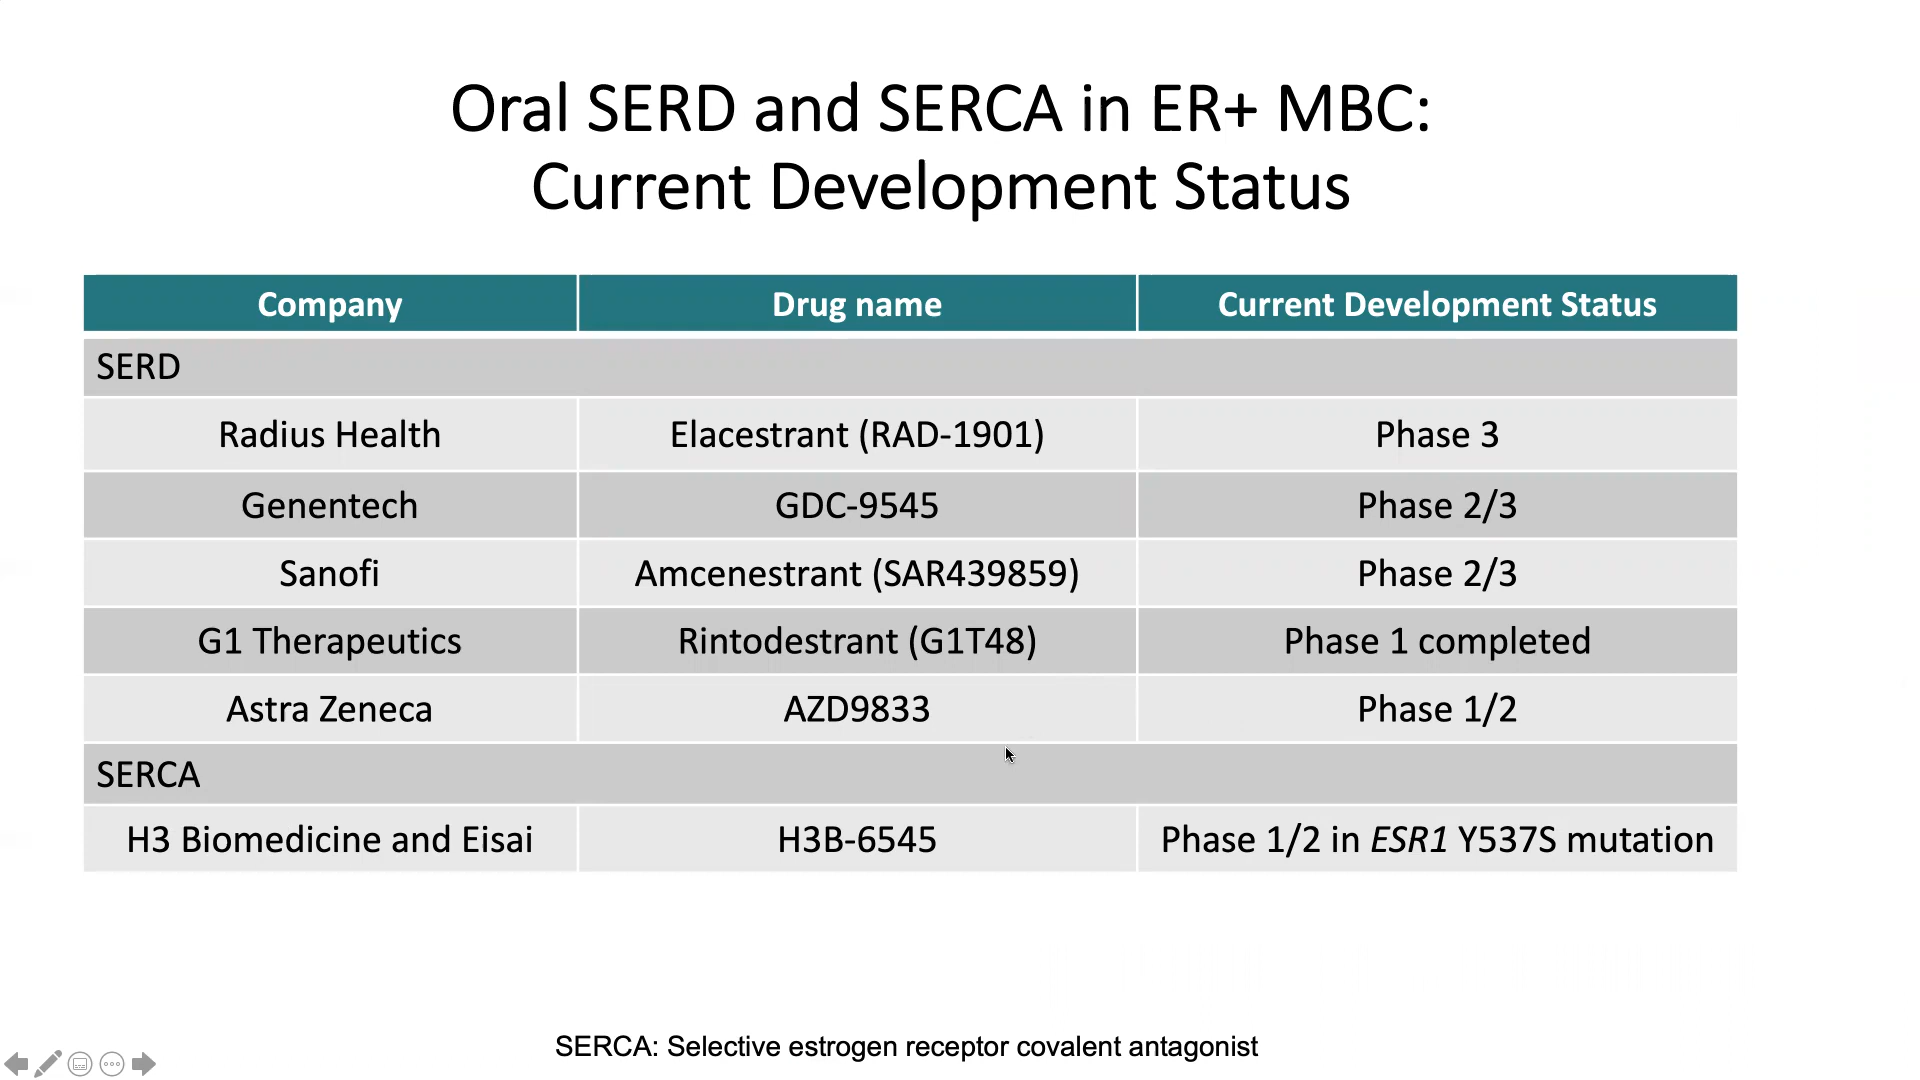 Oral SERD and SERCA in ER+ MBC:
Current Development Status
Company Drug name Current Development Status
SERD
Radius Health Elacestrant (RAD-1901) Phase 3
Genentech GDC-9545 Phase 2/3
Sanofi Amcenestrant (SAR439859) Phase 2/3
G1 Therapeutics Rintodestrant (G1T48) Phase 1 completed
Astra Zeneca AZD9833 Phase 1/2
SERCA
H3 Biomedicine and Eisai H3B-6545 Phase 1/2 in ESR1 Y537S mutation
SERCA: Selective estrogen receptor covalent antagonist